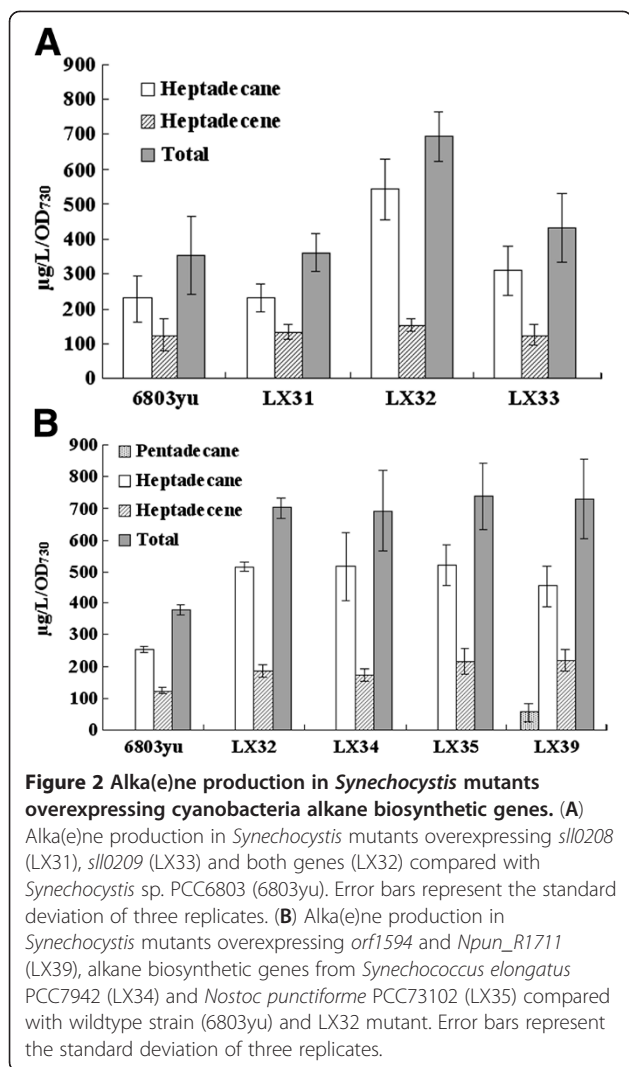 A
900
800
700
600
500
400
300
200
100
0
µg/L/OD730
Heptadecane
Heptadecene
Total
6803yu LX31 LX32 LX33
B
900
800
700
600
500
400
300
200
100
0
µg/L/OD730
Pentadecane
Heptadecane
Heptadecene
Total
6803yu LX32 LX34 LX35 LX39
Figure 2 Alka(e)ne production in Synechocystis mutants
overexpressing cyanobacteria alkane biosynthetic genes. (A)
Alka(e)ne production in Synechocystis mutants overexpressing sll0208
(LX31), sll0209 (LX33) and both genes (LX32) compared with
Synechocystis sp. PCC6803 (6803yu). Error bars represent the standard
deviation of three replicates. (B) Alka(e)ne production in
Synechocystis mutants overexpressing orf1594 and Npun_R1711
(LX39), alkane biosynthetic genes from Synechococcus elongatus
PCC7942 (LX34) and Nostoc punctiforme PCC73102 (LX35) compared
with wildtype strain (6803yu) and LX32 mutant. Error bars represent
the standard deviation of three replicates.